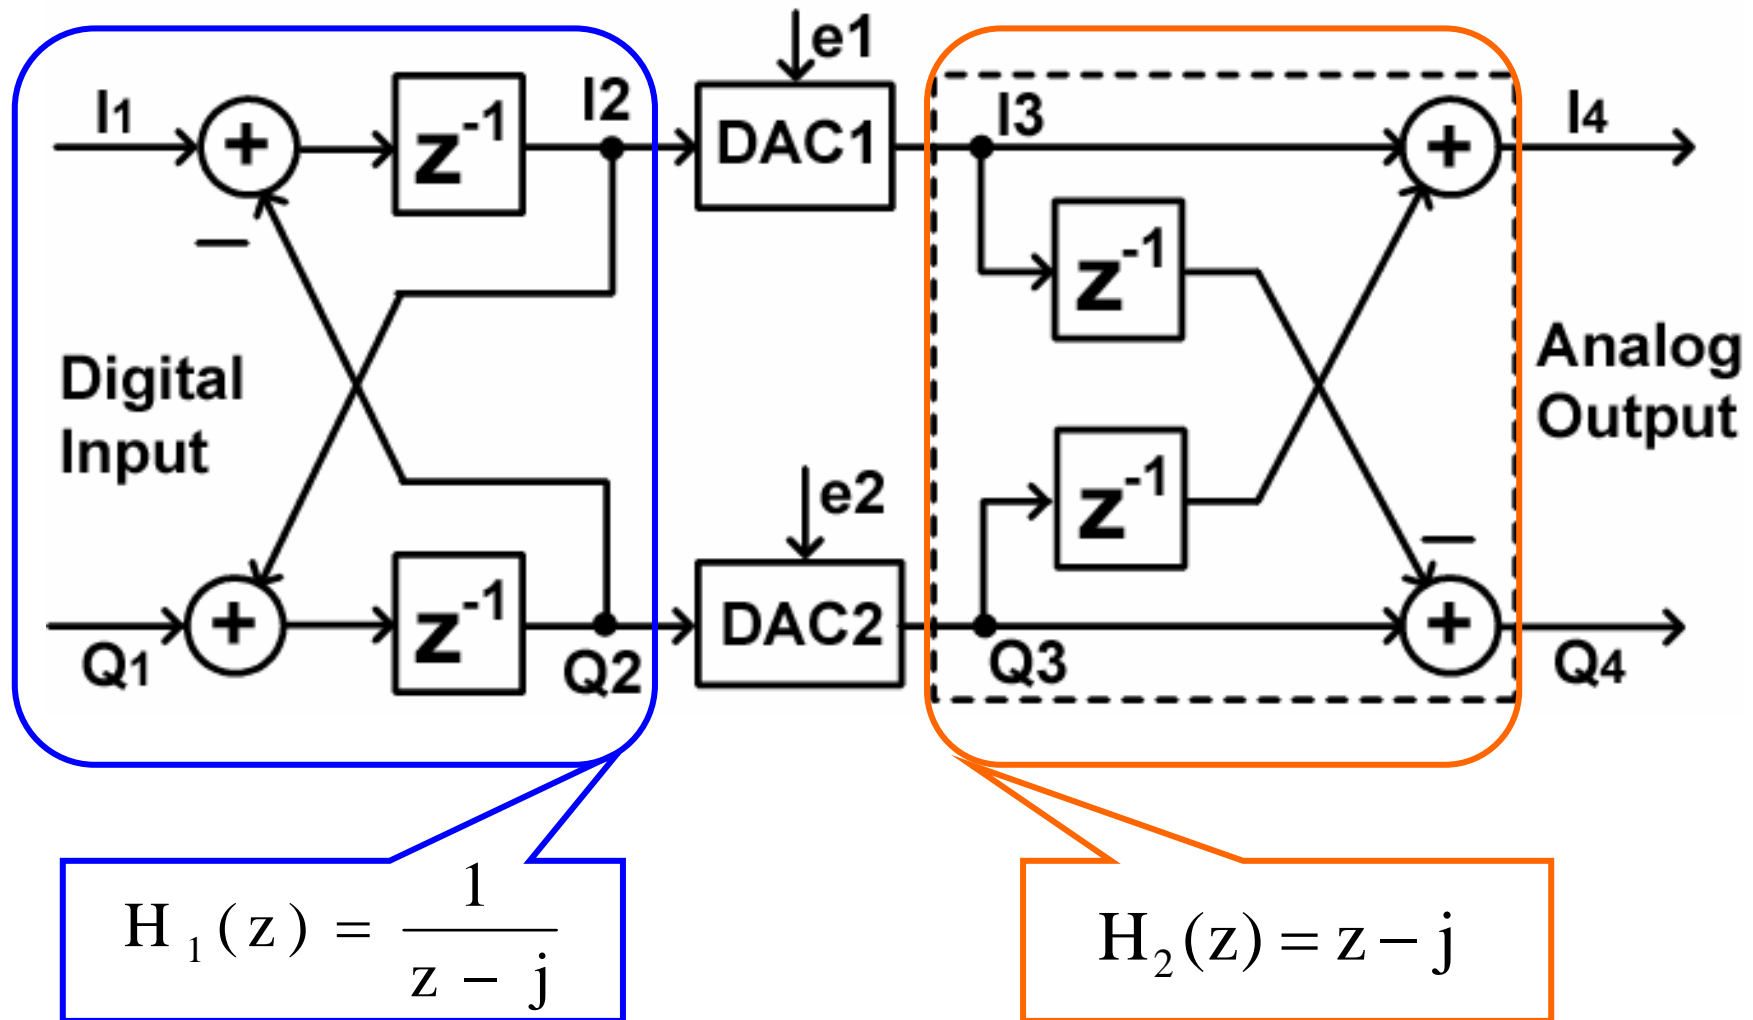 e1
I1
+
z⁻¹
I2
DAC1
I3
+
I4
−
z⁻¹
Digital
Input
Analog
Output
e2
z⁻¹
−
Q1
+
z⁻¹
Q2
DAC2
Q3
+
Q4
H₁(z) = 1 / (z − j)
H₂(z) = z − j